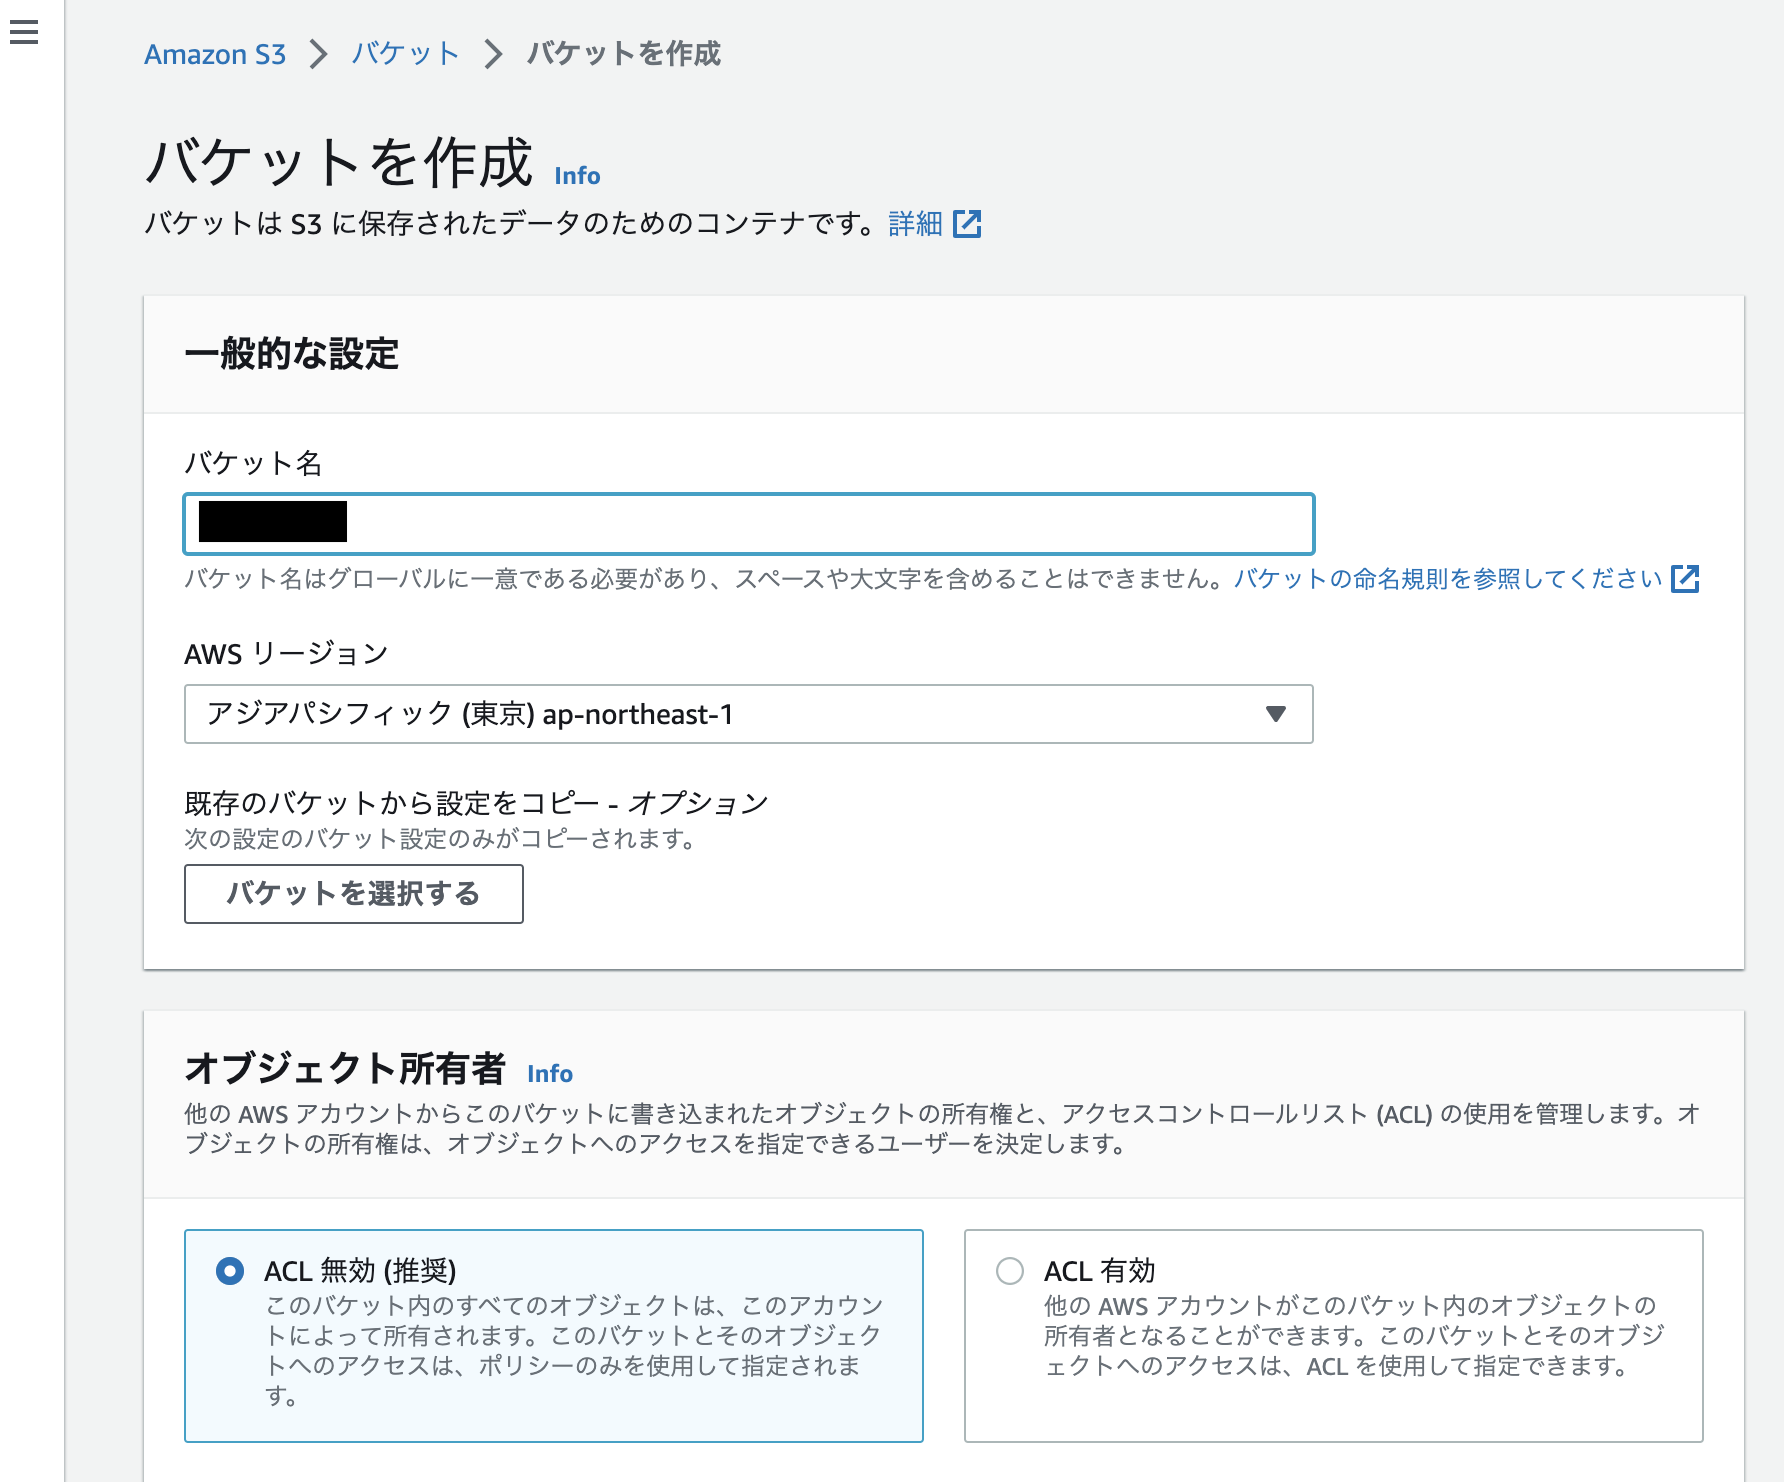 Amazon S3 > バケット > バケットを作成
バケットを作成 Info
バケットは S3 に保存されたデータのためのコンテナです。詳細
一般的な設定
バケット名
バケット名はグローバルに一意である必要があり、スペースや大文字を含めることはできません。バケットの命名規則を参照してください
AWS リージョン
アジアパシフィック (東京) ap-northeast-1
既存のバケットから設定をコピー - オプション
次の設定のバケット設定のみがコピーされます。
バケットを選択する
オブジェクト所有者 Info
他の AWS アカウントからこのバケットに書き込まれたオブジェクトの所有権と、アクセスコントロールリスト (ACL) の使用を管理します。オ
ブジェクトの所有権は、オブジェクトへのアクセスを指定できるユーザーを決定します。
ACL 無効 (推奨)
このバケット内のすべてのオブジェクトは、このアカウン
トによって所有されます。このバケットとそのオブジェク
トへのアクセスは、ポリシーのみを使用して指定されま
す。
ACL 有効
他の AWS アカウントがこのバケット内のオブジェクトの
所有者となることができます。このバケットとそのオブジ
ェクトへのアクセスは、ACL を使用して指定できます。